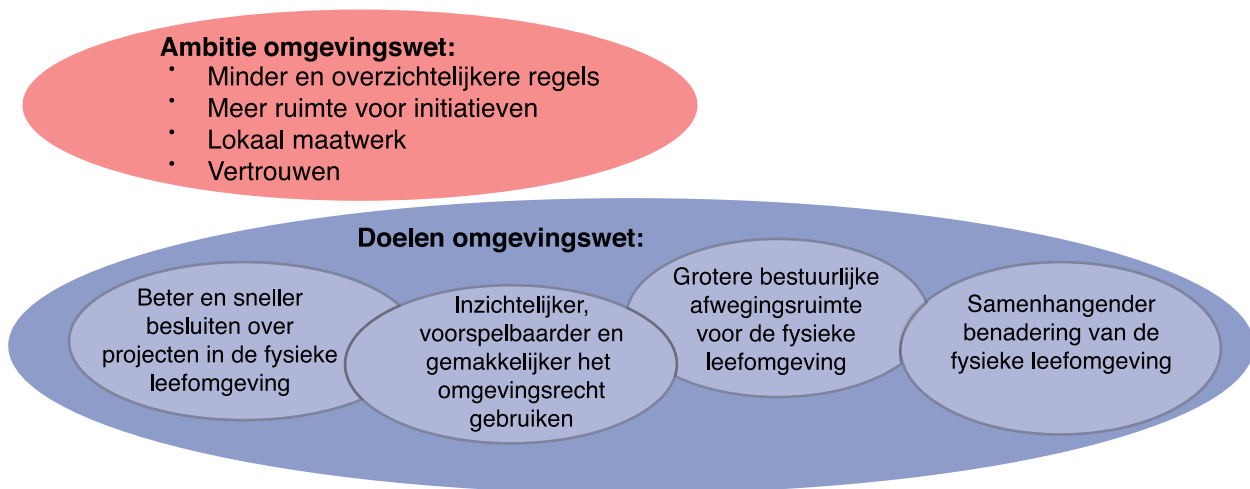 Ambitie omgevingswet:
• Minder en overzichtelijkere regels
• Meer ruimte voor initiatieven
• Lokaal maatwerk
• Vertrouwen
Doelen omgevingswet:
Beter en sneller
besluiten over
projecten in de fysieke
leefomgeving
Inzichtelijker,
voorspelbaarder en
gemakkelijker het
omgevingsrecht
gebruiken
Grotere bestuurlijke
afwegingsruimte
voor de fysieke
leefomgeving
Samenhangender
benadering van de
fysieke leefomgeving